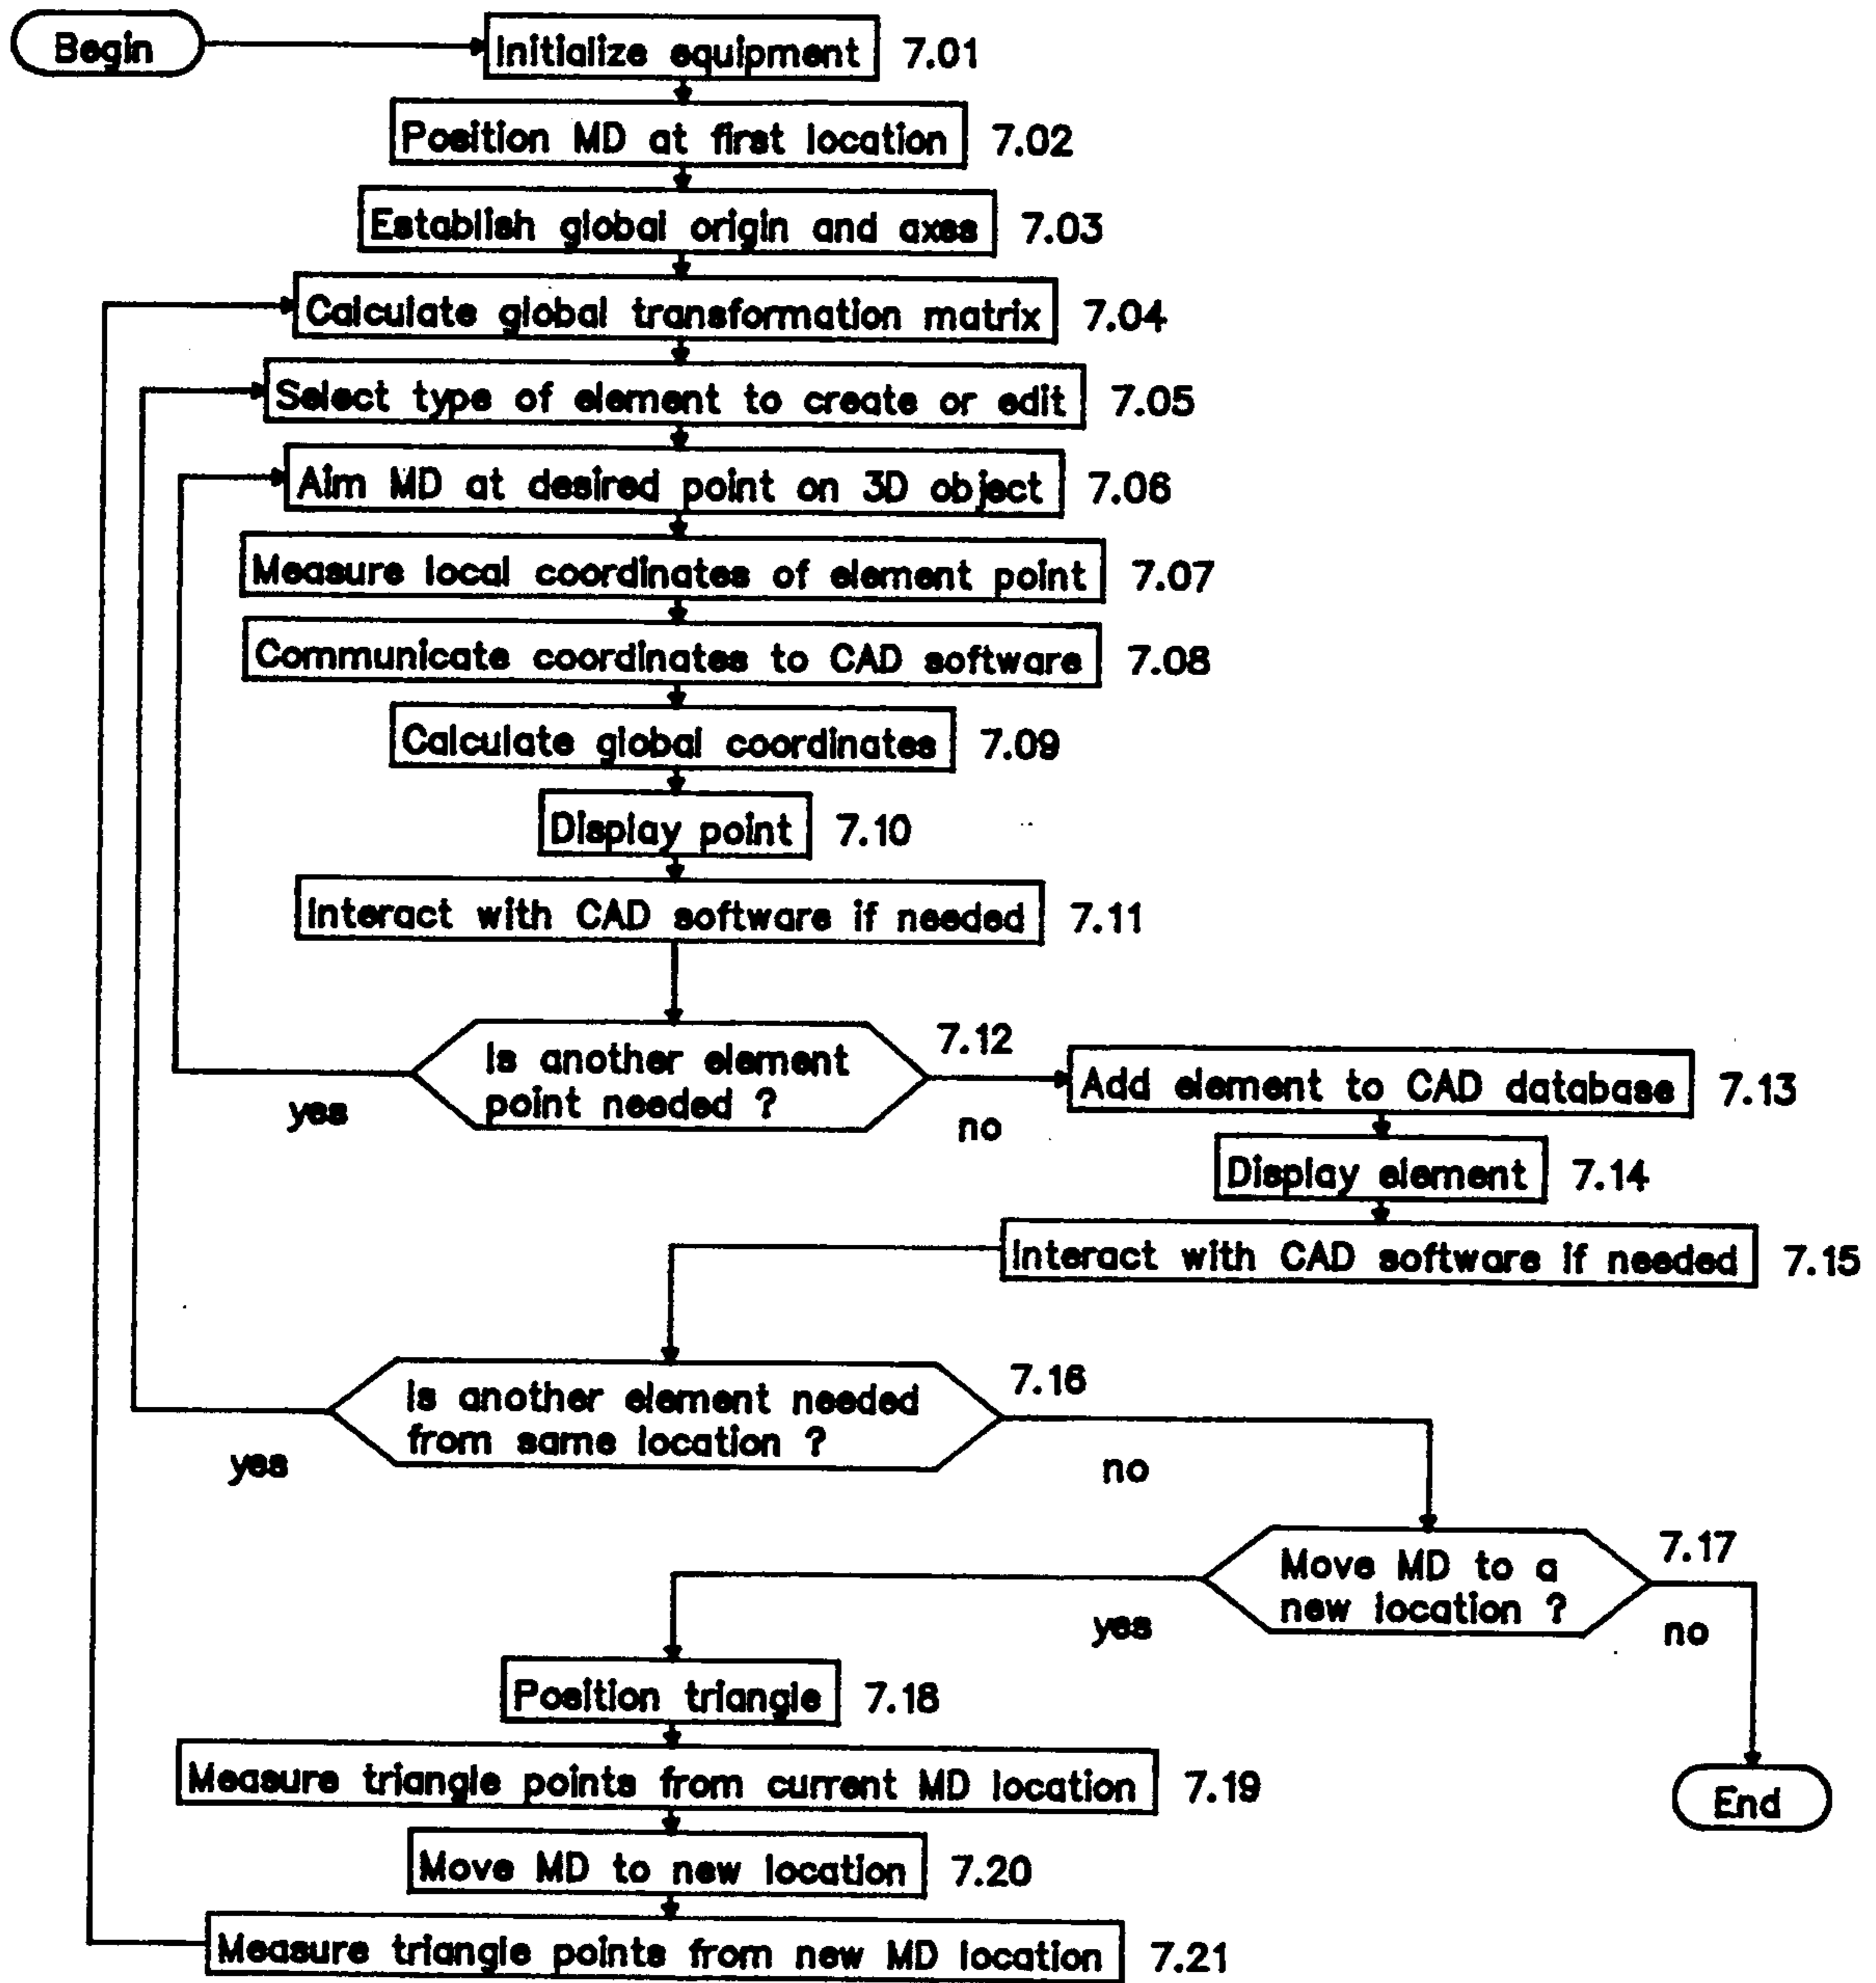 Begin
Initialize equipment 7.01
Position MD at first location 7.02
Establish global origin and axes 7.03
Calculate global transformation matrix 7.04
Select type of element to create or edit 7.05
Aim MD at desired point on 3D object 7.06
Measure local coordinates of element point 7.07
Communicate coordinates to CAD software 7.08
Calculate global coordinates 7.09
Display point 7.10
Interact with CAD software if needed 7.11
Is another element
point needed ?
7.12
yes
no
Add element to CAD database 7.13
Display element 7.14
Interact with CAD software if needed 7.15
Is another element needed
from same location ?
7.16
yes
no
Move MD to a
new location ?
7.17
yes
no
Position triangle 7.18
Measure triangle points from current MD location 7.19
End
Move MD to new location 7.20
Measure triangle points from new MD location 7.21